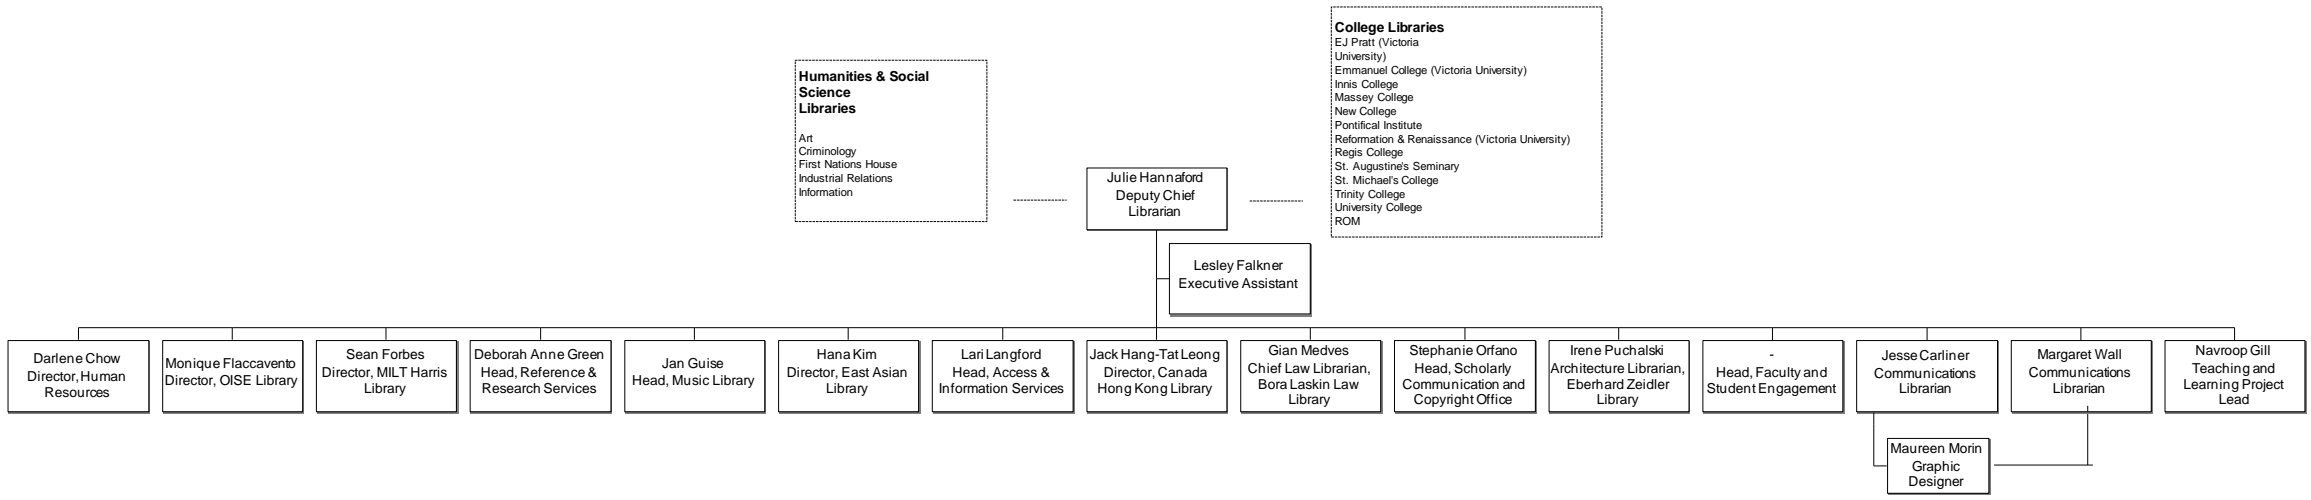 College Libraries
EJ Pratt (Victoria
University)
Emmanuel College (Victoria University)
Innis College
Massey College
New College
Pontifical Institute
Reformation & Renaissance (Victoria University)
Regis College
St. Augustine's Seminary
St. Michael's College
Trinity College
University College
ROM
Humanities & Social
Science
Libraries
Art
Criminology
First Nations House
Industrial Relations
Information
Julie Hannaford
Deputy Chief
Librarian
Lesley Falkner
Executive Assistant
Darlene Chow
Director, Human
Resources
Monique Flaccavento
Director, OISE Library
Sean Forbes
Director, MILT Harris
Library
Deborah Anne Green
Head, Reference &
Research Services
Jan Guise
Head, Music Library
Hana Kim
Director, East Asian
Library
Lari Langford
Head, Access &
Information Services
Jack Hang-Tat Leong
Director, Canada
Hong Kong Library
Gian Medves
Chief Law Librarian,
Bora Laskin Law
Library
Stephanie Orfano
Head, Scholarly
Communication and
Copyright Office
Irene Puchalski
Architecture Librarian,
Eberhard Zeidler
Library
-
Head, Faculty and
Student Engagement
Jesse Carliner
Communications
Librarian
Margaret Wall
Communications
Librarian
Navroop Gill
Teaching and
Learning Project
Lead
Maureen Morin
Graphic
Designer